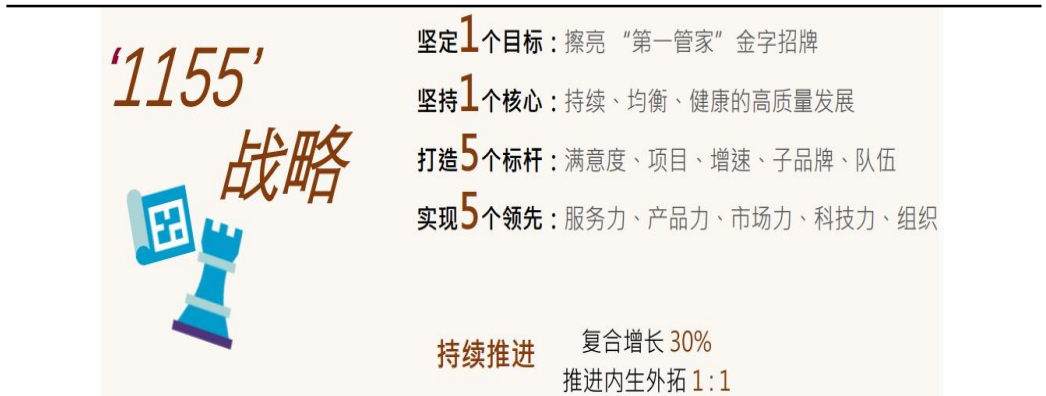 ‘1155’
战略
坚定1个目标：擦亮 “第一管家”金字招牌
坚持1个核心：持续、均衡、健康的高质量发展
打造5个标杆：满意度、项目、增速、子品牌、队伍
实现5个领先：服务力、产品力、市场力、科技力、组织
持续推进
复合增长 30%
推进内生外拓 1：1